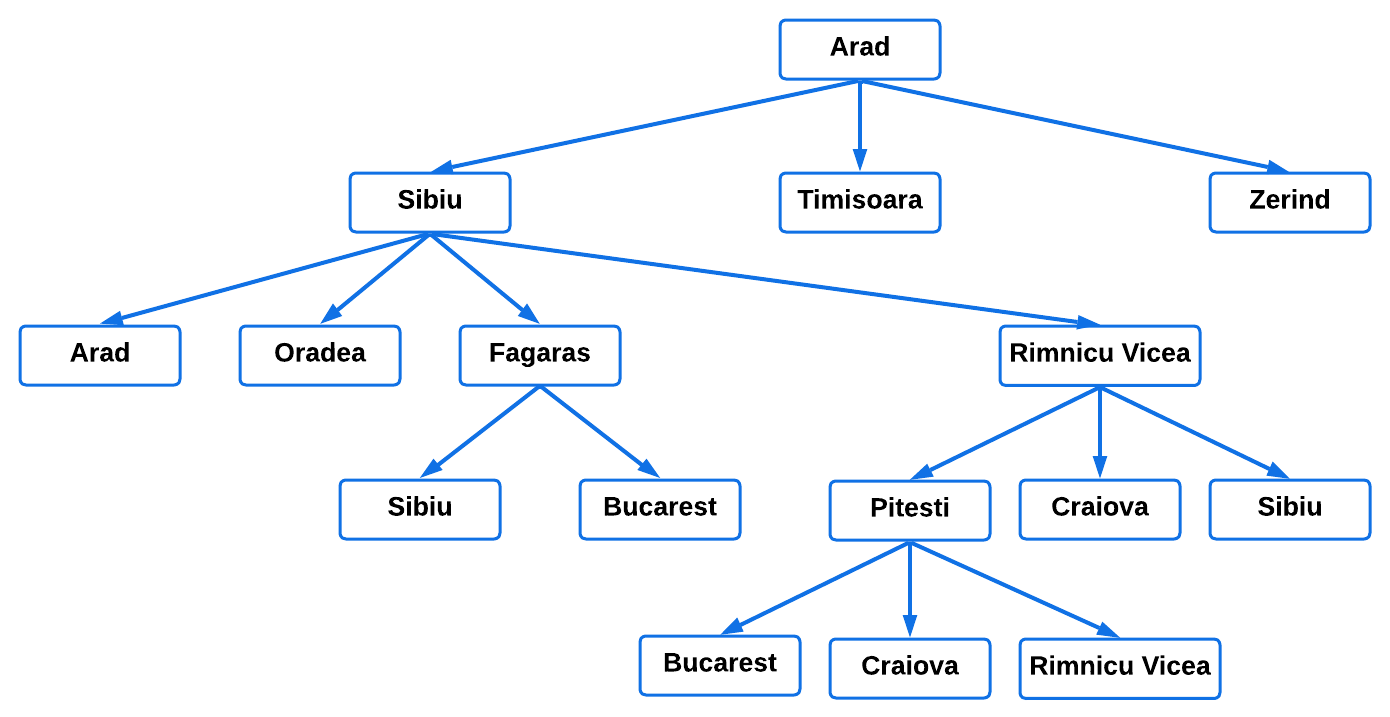 Arad
Sibiu
Timisoara
Zerind
Arad
Oradea
Fagaras
Rimnicu Vicea
Sibiu
Bucarest
Pitesti
Craiova
Sibiu
Bucarest
Craiova
Rimnicu Vicea